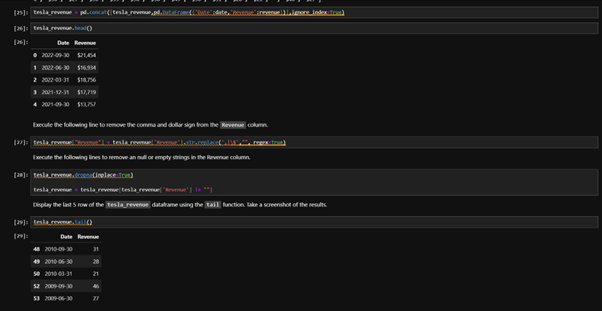 [25]: tesla_revenue = pd.concat([tesla_revenue,pd.DataFrame({"Date":date,"Revenue":revenue})],ignore_index=True)
[26]: tesla_revenue.head()
[26]:
Date Revenue
0 2022-09-30 $21,454
1 2022-06-30 $16,934
2 2022-03-31 $18,756
3 2021-12-31 $17,719
4 2021-09-30 $13,757
Execute the following line to remove the comma and dollar sign from the Revenue column.
[27]: tesla_revenue["Revenue"] = tesla_revenue['Revenue'].str.replace(',|\$',"", regex=True)
Execute the following lines to remove an null or empty strings in the Revenue column.
[28]: tesla_revenue.dropna(inplace=True)
tesla_revenue = tesla_revenue[tesla_revenue['Revenue'] != ""]
Display the last 5 row of the tesla_revenue dataframe using the tail function. Take a screenshot of the results.
[29]: tesla_revenue.tail()
[29]:
Date Revenue
48 2010-09-30 31
49 2010-06-30 28
50 2010-03-31 21
52 2009-09-30 46
53 2009-06-30 27